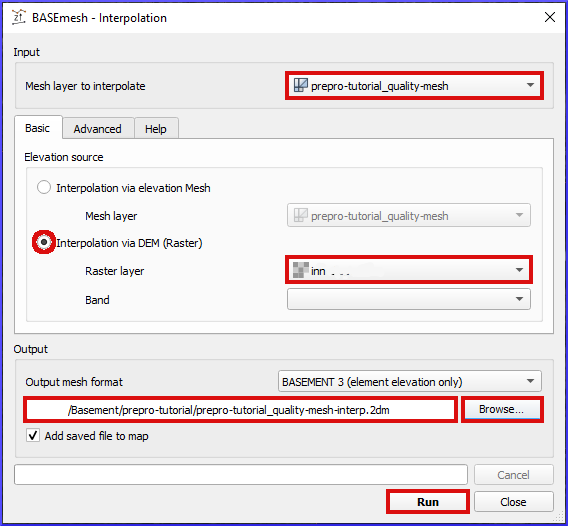 BASEmesh - Interpolation
Input
Mesh layer to interpolate
prepro-tutorial_quality-mesh
Basic
Advanced
Help
Elevation source
Interpolation via elevation Mesh
Mesh layer
prepro-tutorial_quality-mesh
Interpolation via DEM (Raster)
Raster layer
inn . . .
Band
Output
Output mesh format
BASEMENT 3 (element elevation only)
/Basement/prepro-tutorial/prepro-tutorial_quality-mesh-interp.2dm
Browse...
Add saved file to map
Cancel
Run
Close